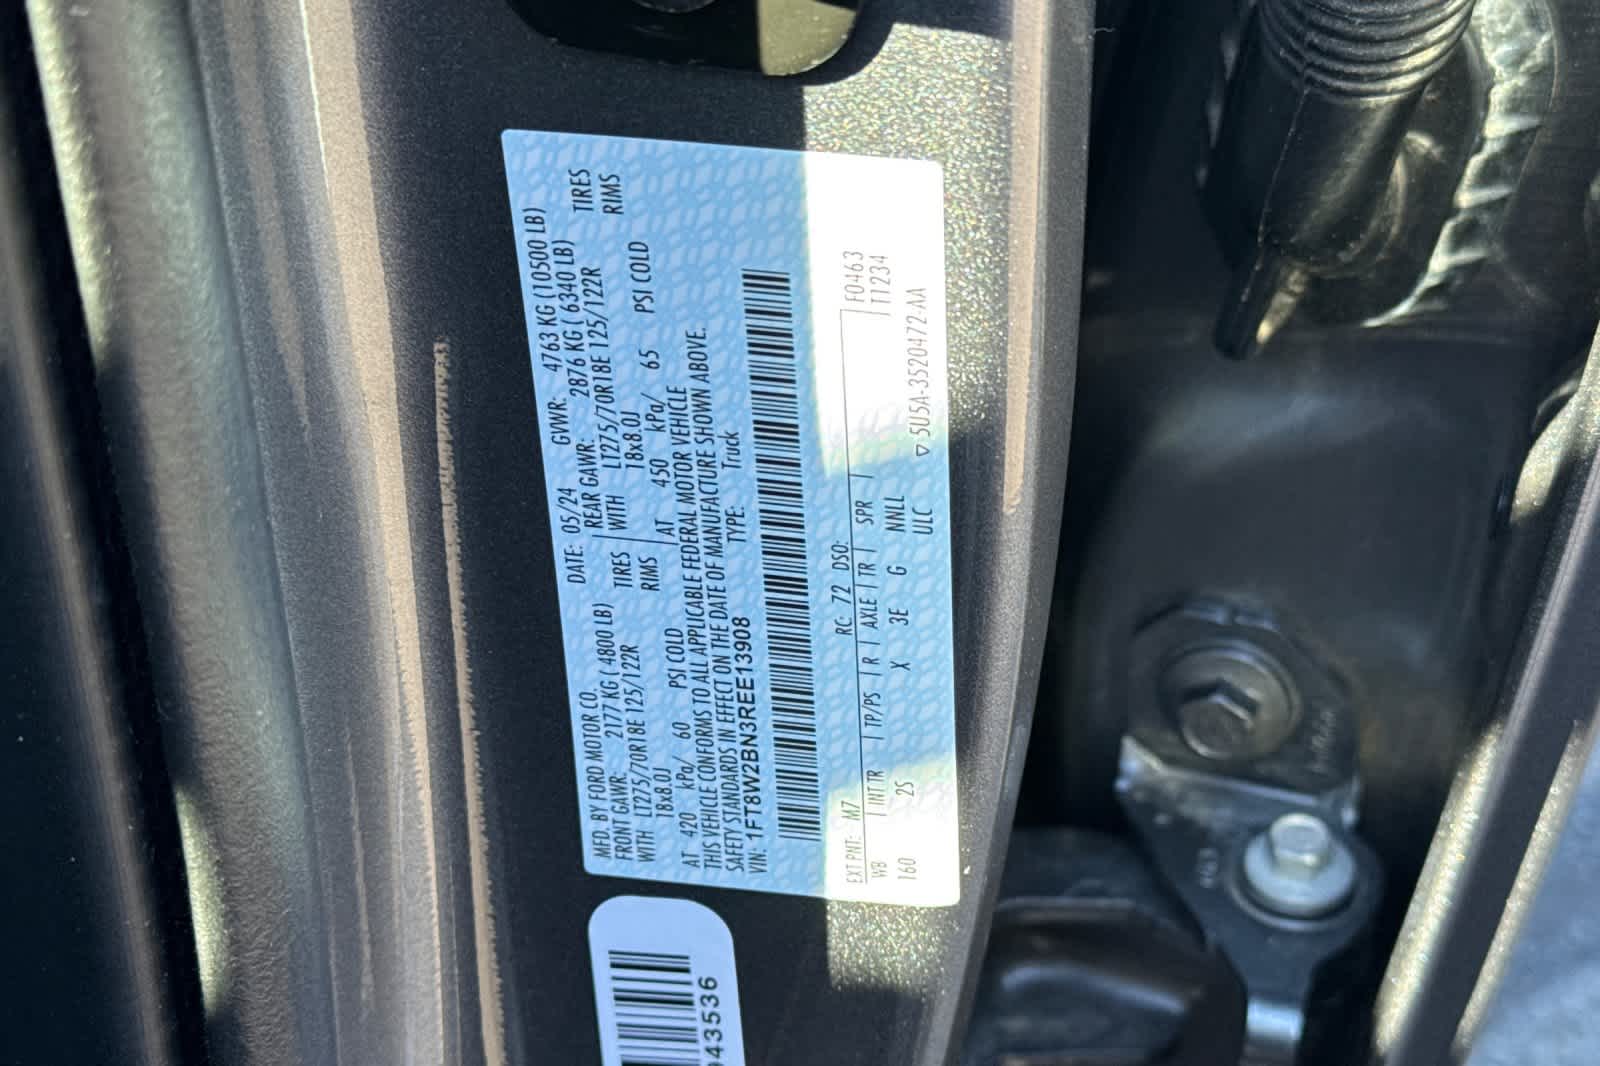 MFD. BY FORD MOTOR CO.
DATE: 05/24 GVWR: 4763 KG (10500 LB)
FRONT GAWR: 2177 KG ( 4800 LB) REAR GAWR: 2876 KG ( 6340 LB)
WITH LT275/70R18E 125/122R TIRES WITH LT275/70R18E 125/122R TIRES
18x8.0J RIMS 18x8.0J RIMS
AT 420 kPa/ 60 PSI COLD AT 450 kPa/ 65 PSI COLD
THIS VEHICLE CONFORMS TO ALL APPLICABLE FEDERAL MOTOR VEHICLE
SAFETY STANDARDS IN EFFECT ON THE DATE OF MANUFACTURE SHOWN ABOVE.
VIN: 1FT8W2BN3REE13908 TYPE: Truck
EXT PNT: M7 RC: 72 DSO: F0463
WB INT TR TP/PS R AXLE TR SPR T1234
160 2S X 3E G NNLL
ULC ▽ 5U5A-3520472-AA
43536